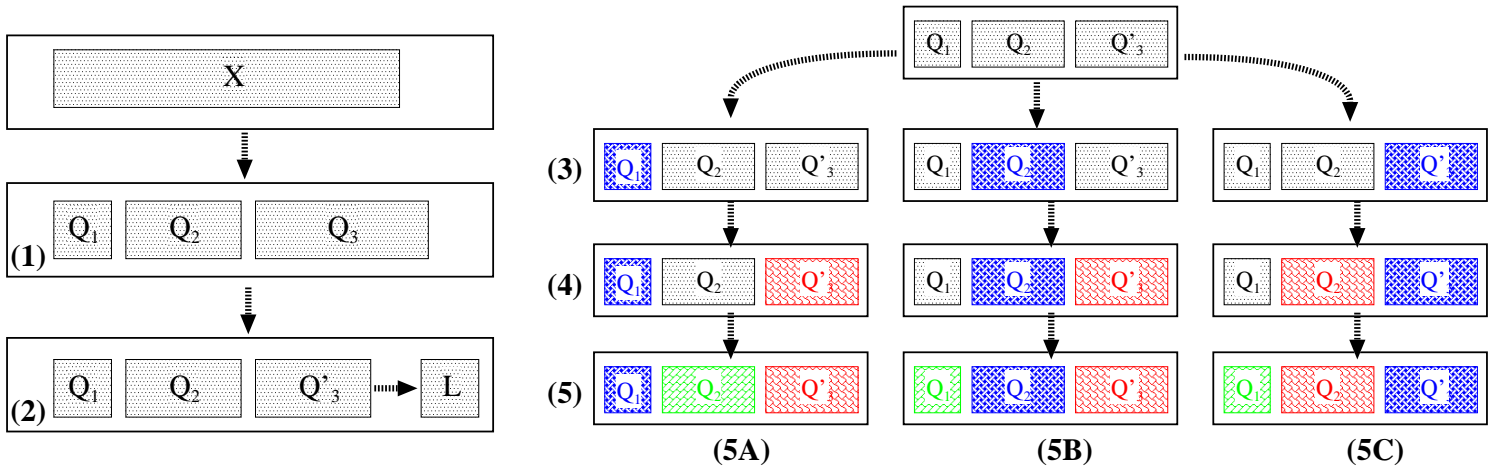 X
(1) Q₁ Q₂ Q₃
(2) Q₁ Q₂ Q'₃ L
Q₁ Q₂ Q'₃
(3) Q₁ Q₂ Q'₃ Q₁ Q₂ Q'₃ Q₁ Q₂ Q'
(4) Q₁ Q₂ Q'₃ Q₁ Q₂ Q'₃ Q₁ Q₂ Q'
(5) Q₁ Q₂ Q'₃ Q₁ Q₂ Q'₃ Q₁ Q₂ Q'
(5A) (5B) (5C)